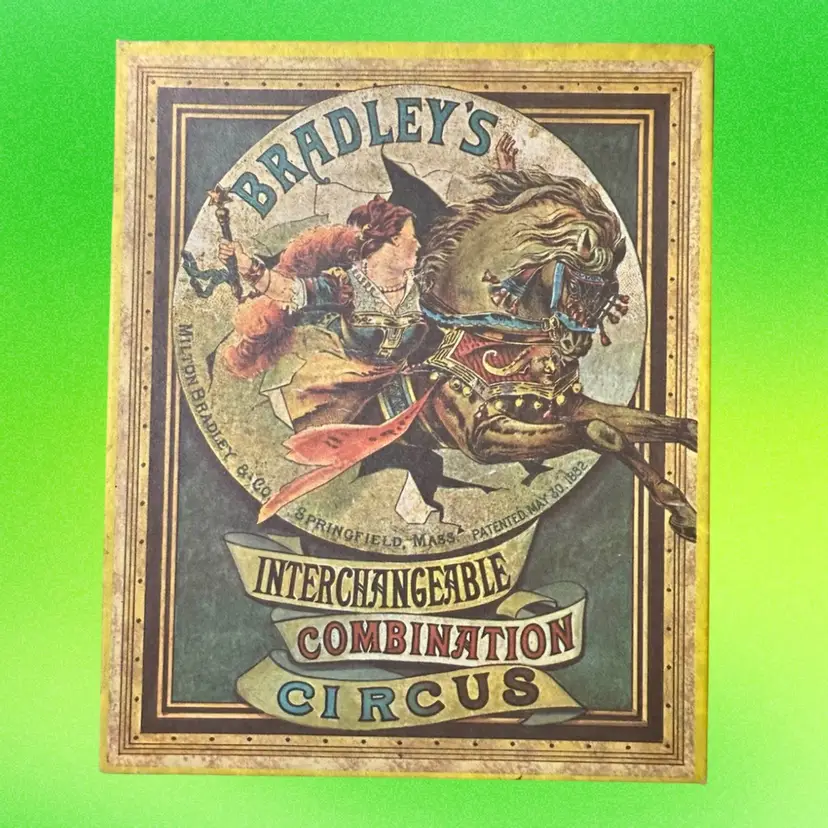 BRADLEY'S
MILTON BRADLEY & CO.
SPRINGFIELD, MASS. PATENTED, MAY 30, 1882
INTERCHANGEABLE
COMBINATION
CIRCUS